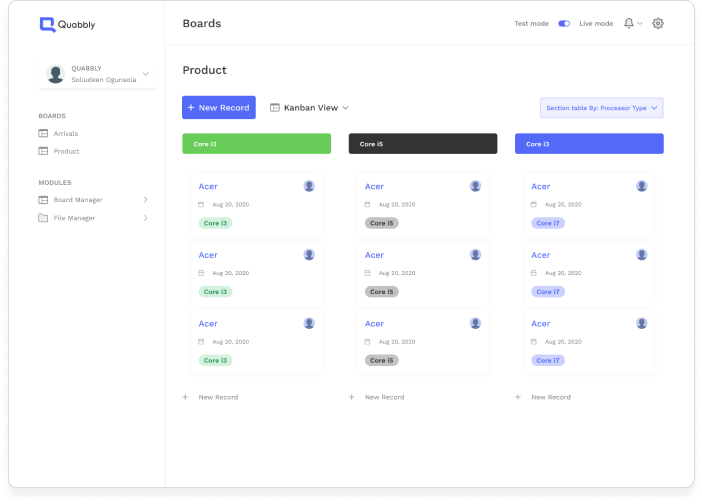 Quabbly
Boards
Test mode
Live mode
QUABBLY
Soliudeen Ogunsola
Product
+ New Record
Kanban View
Section table By: Processor Type
BOARDS
Arrivals
Product
MODULES
Board Manager
File Manager
Core i3
Core i5
Core i3
Acer
Aug 20, 2020
Core i3
Acer
Aug 20, 2020
Core i5
Acer
Aug 20, 2020
Core i7
Acer
Aug 20, 2020
Core i3
Acer
Aug 20, 2020
Core i5
Acer
Aug 20, 2020
Core i7
Acer
Aug 20, 2020
Core i3
Acer
Aug 20, 2020
Core i5
Acer
Aug 20, 2020
Core i7
+ New Record
+ New Record
+ New Record